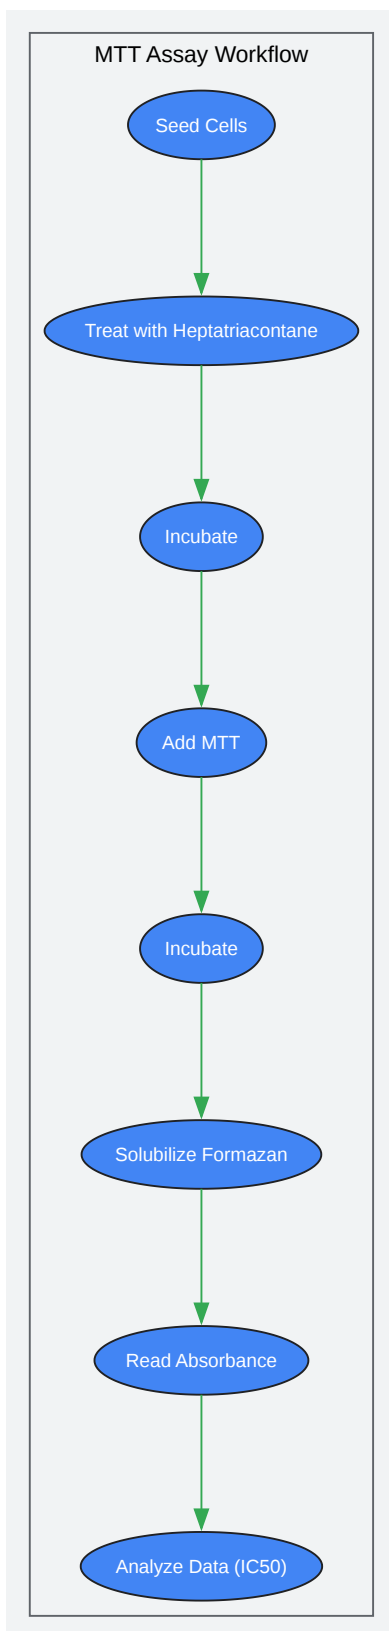 MTT Assay Workflow
Seed Cells
Treat with Heptatriacontane
Incubate
Add MTT
Incubate
Solubilize Formazan
Read Absorbance
Analyze Data (IC50)